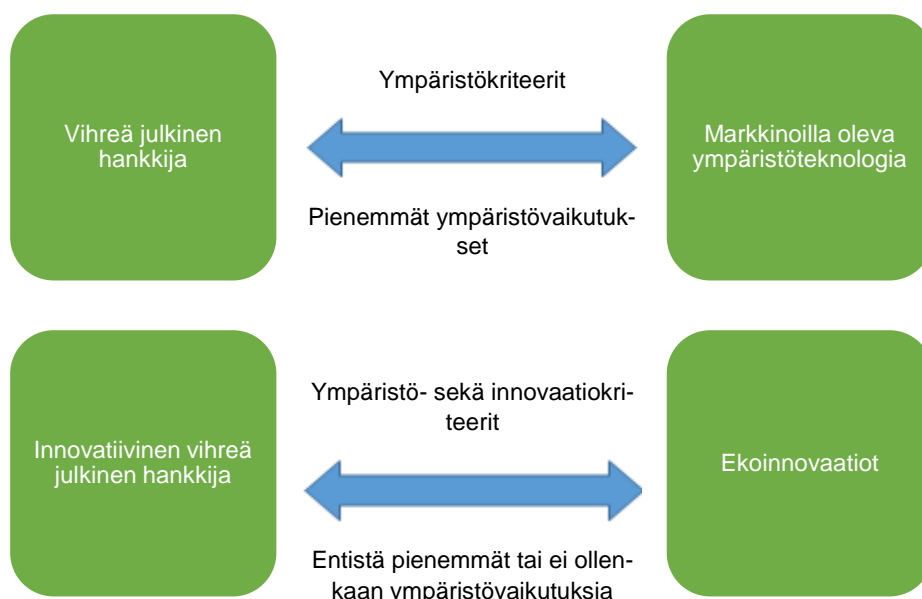 Ympäristökriteerit
Vihreä julkinen
hankkija
Markkinoilla oleva
ympäristöteknologia
Pienemmät ympäristövaikutuk-
set
Ympäristö- sekä innovaatiokri-
teerit
Innovatiivinen vihreä
julkinen hankkija
Ekoinnovaatiot
Entistä pienemmät tai ei ollen-
kaan ympäristövaikutuksia